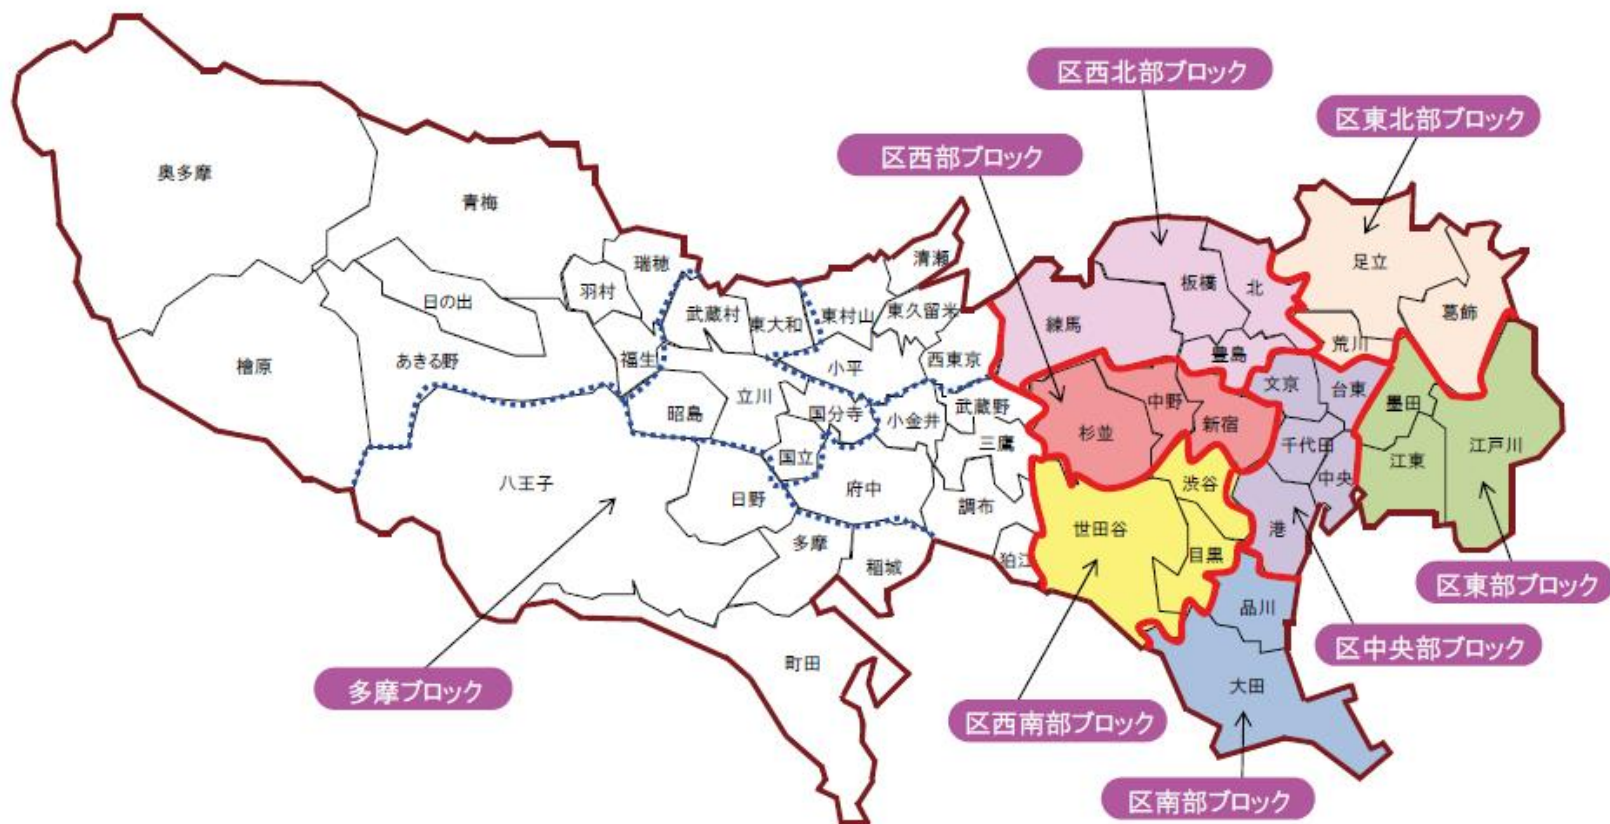 区西北部ブロック
区東北部ブロック
区西部ブロック
奥多摩
青梅
瑞穂
清瀬
羽村
日の出
武蔵村
東大和
東村山
東久留米
板橋
北
足立
練馬
葛飾
荒川
檜原
あきる野
福生
小平
西東京
豊島
文京
台東
墨田
昭島
立川
国分寺
小金井
武蔵野
杉並
中野
新宿
三鷹
千代田
江東
江戸川
国立
八王子
日野
府中
調布
渋谷
中央
世田谷
港
目黒
多摩
稲城
狛江
区東部ブロック
品川
区中央部ブロック
町田
多摩ブロック
大田
区西南部ブロック
区南部ブロック